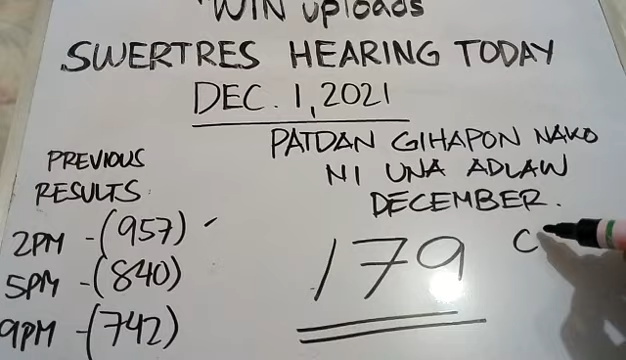 WIN uploads
SWERTRES HEARING TODAY
DEC. 1, 2021
PREVIOUS
RESULTS
2PM - (957)
5PM - (840)
9PM - (742)
PATDAN GIHAPON NAKO
NI UNA ADLAW
DECEMBER.
179
C